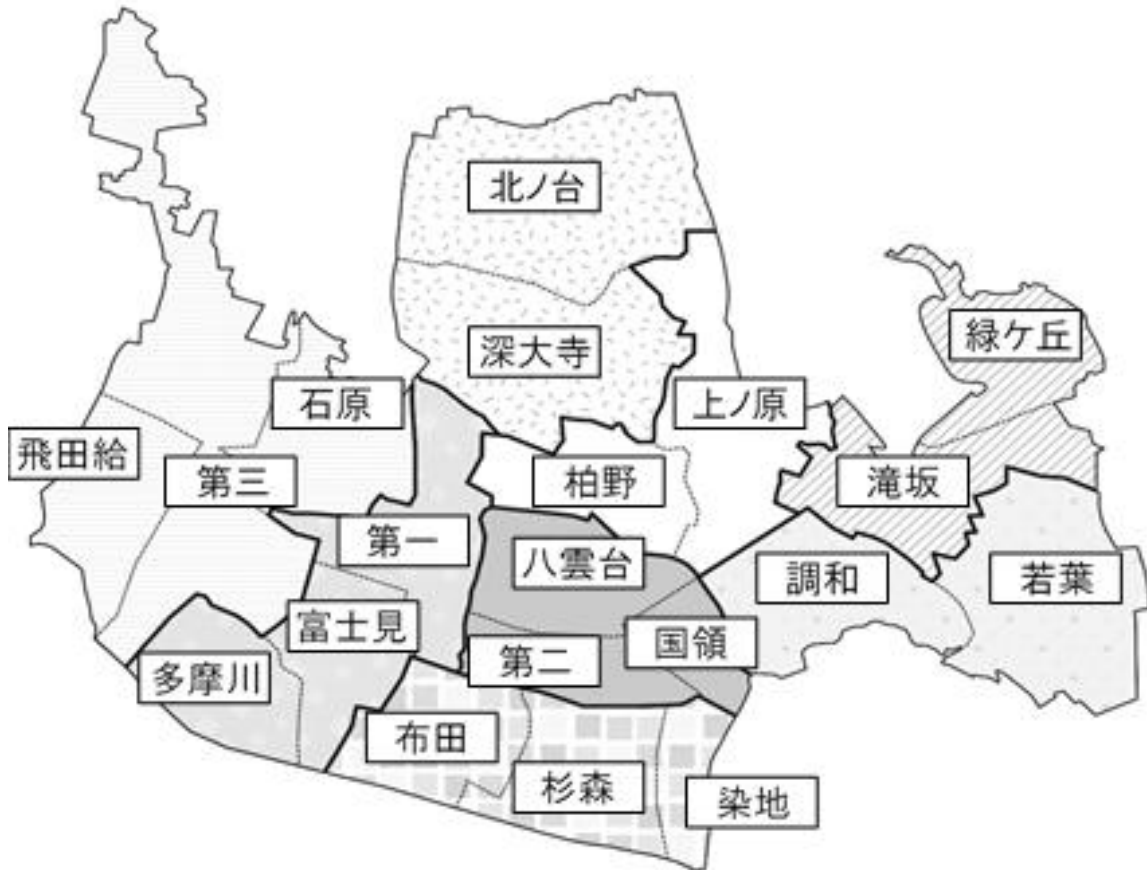 北ノ台
緑ケ丘
深大寺
石原
上ノ原
飛田給
第三
柏野
滝坂
第一
八雲台
調和
若葉
富士見
第二
国領
多摩川
布田
杉森
染地